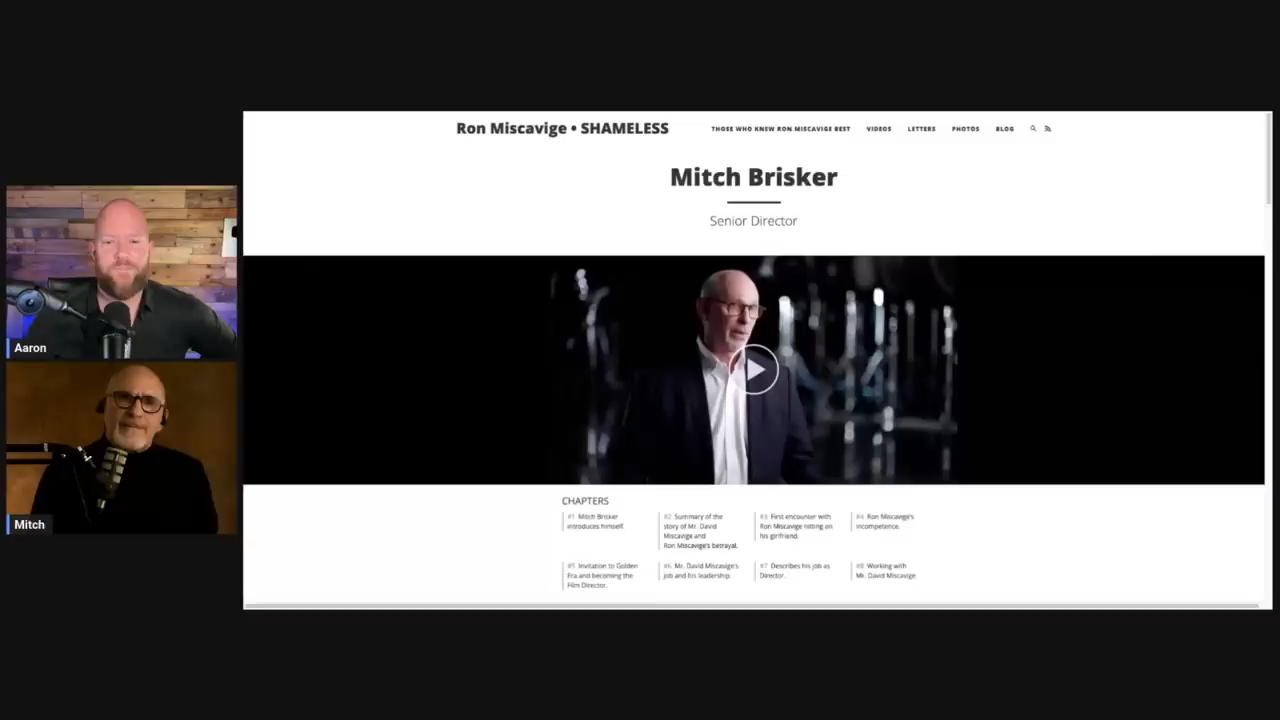 Ron Miscavige • SHAMELESS
THOSE WHO KNEW RON MISCAVIGE BEST VIDEOS LETTERS PHOTOS BLOG
Mitch Brisker
Senior Director
Aaron
Mitch
CHAPTERS
#1 Mitch Brisker
introduces himself.
#2 Summary of the
story of Mr. David
Miscavige and
Ron Miscavige's betrayal.
#3 First encounter with
Ron Miscavige hitting on
his girlfriend.
#4 Ron Miscavige's
incompetence.
#5 Invitation to Golden
Era and becoming the
Film Director.
#6 Mr. David Miscavige's
job and his leadership.
#7 Describes his job as
Director.
#8 Working with
Mr. David Miscavige.